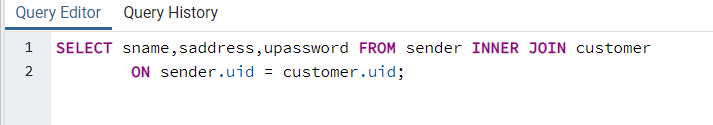 Query Editor Query History
1 SELECT sname,saddress,upassword FROM sender INNER JOIN customer
2 ON sender.uid = customer.uid;